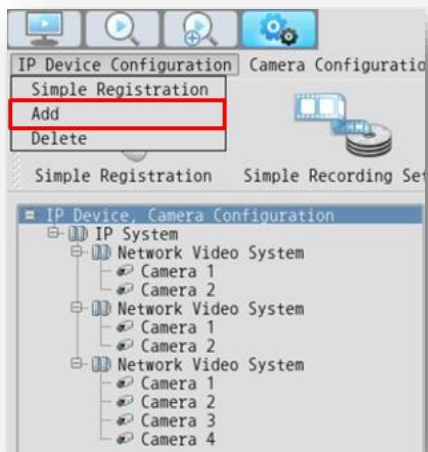 IP Device Configuration Camera Configuratio
Simple Registration
Add
Delete
Simple Registration Simple Recording Se
IP Device, Camera Configuration
IP System
Network Video System
Camera 1
Camera 2
Network Video System
Camera 1
Camera 2
Network Video System
Camera 1
Camera 2
Camera 3
Camera 4